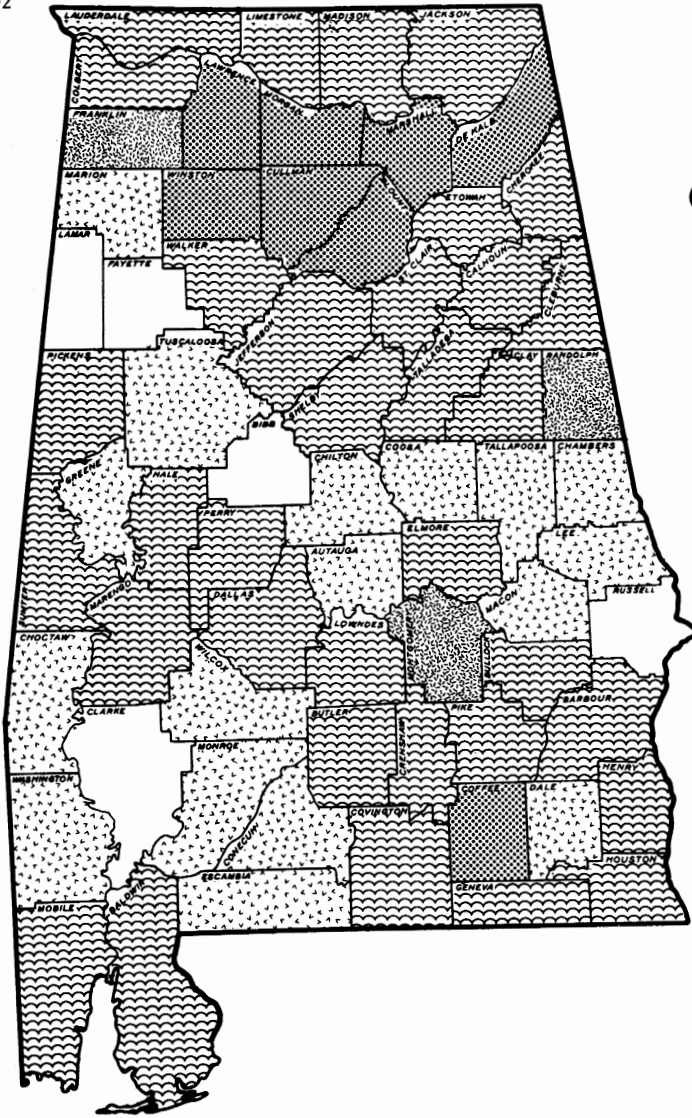 LAUDERDALE
LIMESTONE
MADISON
JACKSON
COLBERT
LAWRENCE
FRANKLIN
MORGAN
MARSHALL
DE KALB
CHEROKEE
MARION
WINSTON
CULLMAN
ETOWAH
LAMAR
FAYETTE
WALKER
ST. CLAIR
CALHOUN
CLEBURNE
JEFFERSON
TUSCALOOSA
PICKENS
SHELBY
TALLADEGA
CLAY
RANDOLPH
BIBB
GREENE
HALE
CHILTON
COOSA
TALLAPOOSA
CHAMBERS
PERRY
ELMORE
LEE
AUTAUGA
SUMTER
MARENGO
DALLAS
MACON
RUSSELL
CHOCTAW
LOWNDES
MONTGOMERY
BULLOCK
WILCOX
CLARKE
BUTLER
CRENSHAW
PIKE
BARBOUR
MONROE
HENRY
WASHINGTON
COFFEE
DALE
CONECUH
COVINGTON
ESCAMBIA
GENEVA
HOUSTON
MOBILE
BALDWIN